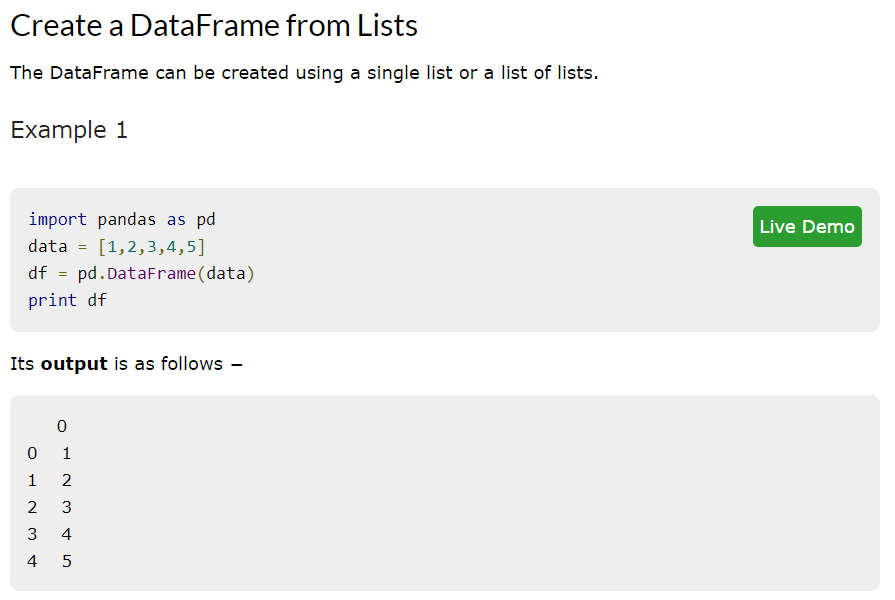 Create a DataFrame from Lists
The DataFrame can be created using a single list or a list of lists.
Example 1
Live Demo
import pandas as pd
data = [1,2,3,4,5]
df = pd.DataFrame(data)
print df
Its output is as follows −
0
0 1
1 2
2 3
3 4
4 5